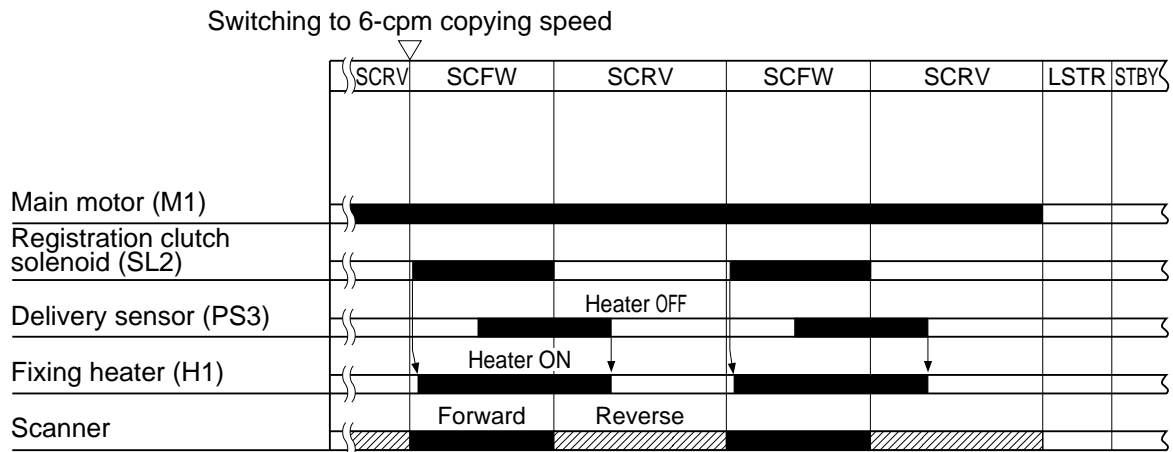 Switching to 6-cpm copying speed
SCRV SCFW SCRV SCFW SCRV LSTR STBY
Main motor (M1)
Registration clutch
solenoid (SL2)
Delivery sensor (PS3)
Heater OFF
Fixing heater (H1)
Heater ON
Scanner
Forward Reverse